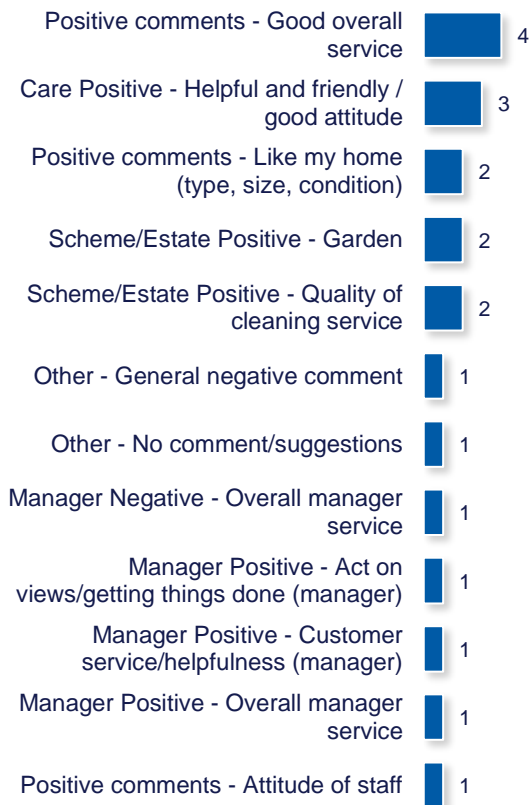 Positive comments - Good overall
service
4
Care Positive - Helpful and friendly /
good attitude
3
Positive comments - Like my home
(type, size, condition)
2
Scheme/Estate Positive - Garden
2
Scheme/Estate Positive - Quality of
cleaning service
2
Other - General negative comment
1
Other - No comment/suggestions
1
Manager Negative - Overall manager
service
1
Manager Positive - Act on
views/getting things done (manager)
1
Manager Positive - Customer
service/helpfulness (manager)
1
Manager Positive - Overall manager
service
1
Positive comments - Attitude of staff
1